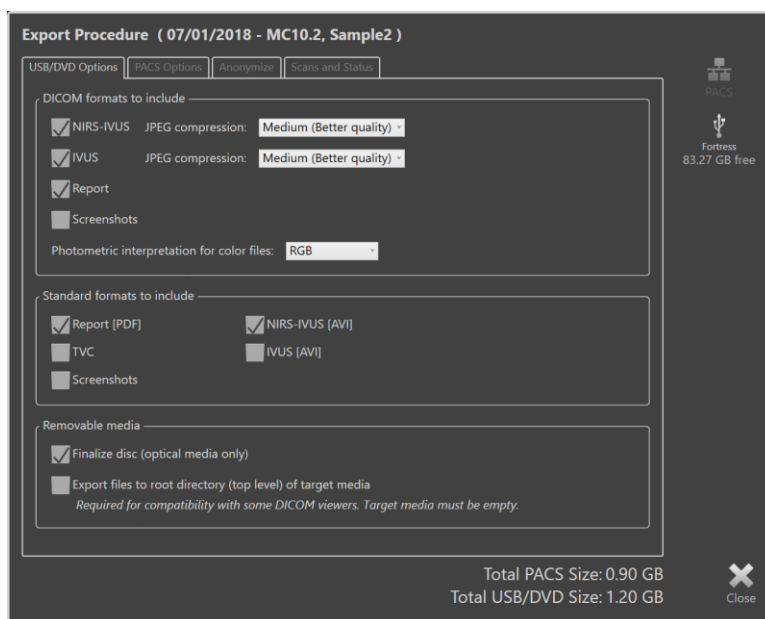 Export Procedure ( 07/01/2018 - MC10.2, Sample2 )
USB/DVD Options PACS Options Anonymize Scans and Status
PACS
Fortress
83.27 GB free
DICOM formats to include
NIRS-IVUS JPEG compression: Medium (Better quality)
IVUS JPEG compression: Medium (Better quality)
Report
Screenshots
Photometric interpretation for color files: RGB
Standard formats to include
Report [PDF] NIRS-IVUS [AVI]
TVC IVUS [AVI]
Screenshots
Removable media
Finalize disc (optical media only)
Export files to root directory (top level) of target media
Required for compatibility with some DICOM viewers. Target media must be empty.
Total PACS Size: 0.90 GB
Total USB/DVD Size: 1.20 GB
Close